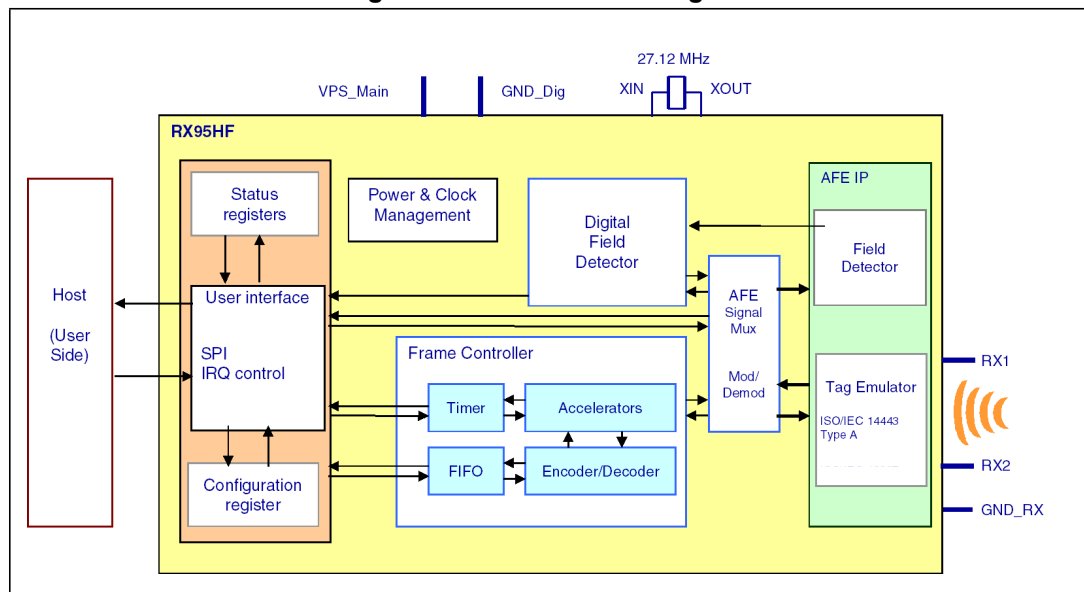 27.12 MHz
VPS_Main
GND_Dig
XIN
XOUT
RX95HF
Host
(User
Side)
Status
registers
User interface
SPI
IRQ control
Configuration
register
Power & Clock
Management
Digital
Field
Detector
Frame Controller
Timer
Accelerators
FIFO
Encoder/Decoder
AFE
Signal
Mux
Mod/
Demod
AFE IP
Field
Detector
Tag Emulator
ISO/IEC 14443
Type A
RX1
RX2
GND_RX